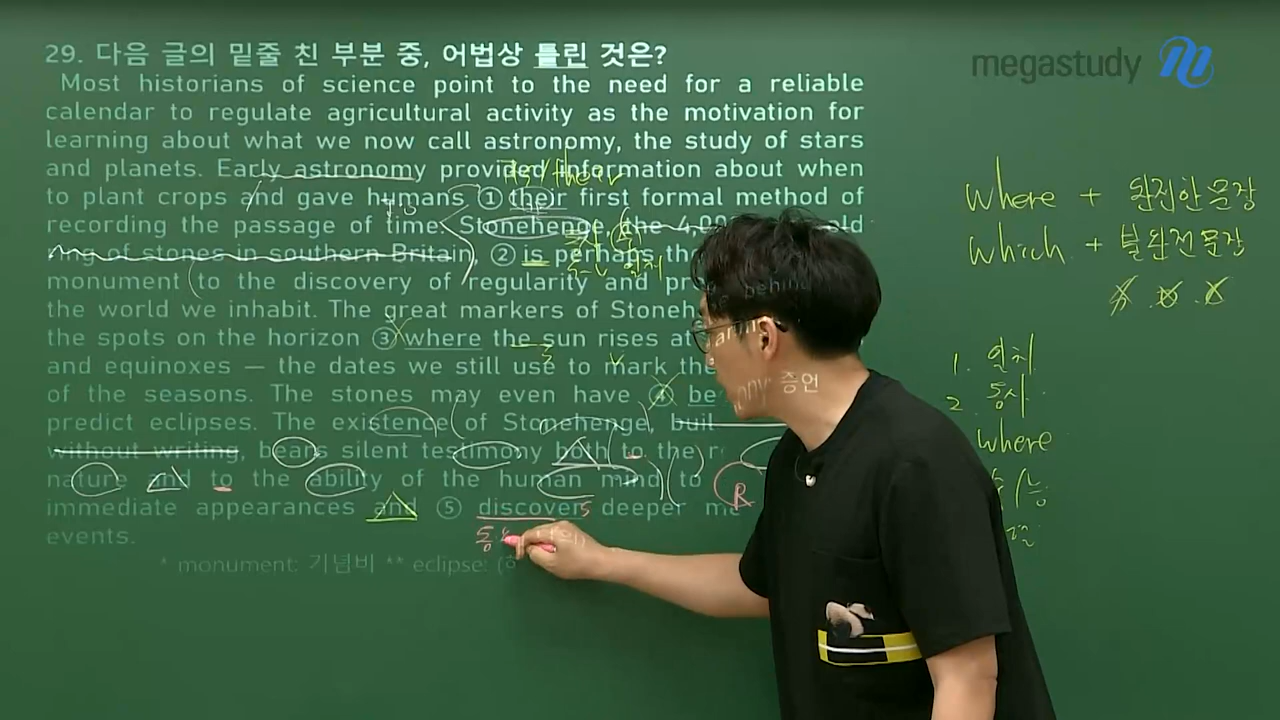 29. 다음 글의 밑줄 친 부분 중, 어법상 틀린 것은?
megastudy
Most historians of science point to the need for a reliable
calendar to regulate agricultural activity as the motivation for
learning about what we now call astronomy, the study of stars
and planets. Early astronomy provided information about when
to plant crops and gave humans ① their first formal method of
recording the passage of time. Stonehenge, the 4,00 old
ring of stones in southern Britain, ② is perhaps th
monument to the discovery of regularity and pr behind
the world we inhabit. The great markers of Stoneh
the spots on the horizon ③ where the sun rises at
and equinoxes — the dates we still use to mark th
of the seasons. The stones may even have ④ be 증언
predict eclipses. The existence of Stonehenge, buil
without writing, bears silent testimony both to the r
nature and to the ability of the human mind to
immediate appearances and ⑤ discovers deeper me
events.
* monument: 기념비 ** eclipse: (
where + 완전한 문장
which + 불완전 문장
1. 일치
2. 동사
where
R